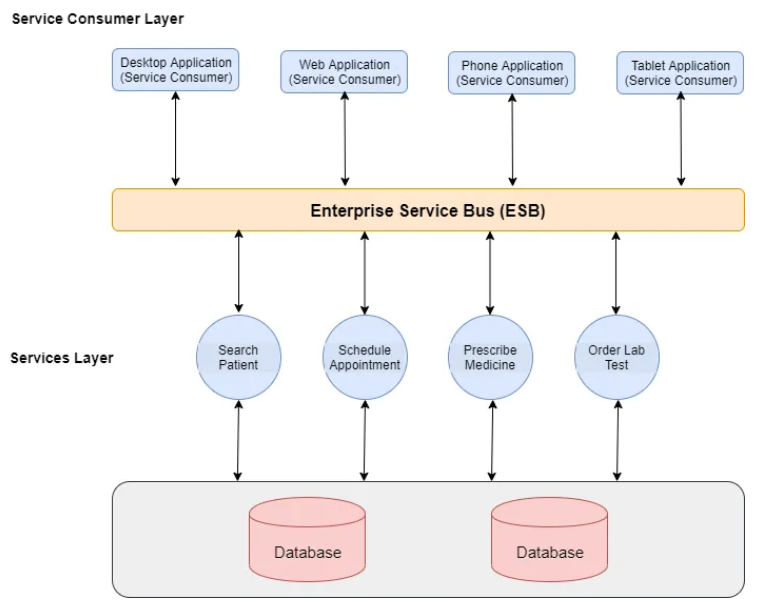 Service Consumer Layer
Desktop Application
(Service Consumer)
Web Application
(Service Consumer)
Phone Application
(Service Consumer)
Tablet Application
(Service Consumer)
Enterprise Service Bus (ESB)
Services Layer
Search
Patient
Schedule
Appointment
Prescribe
Medicine
Order Lab
Test
Database
Database